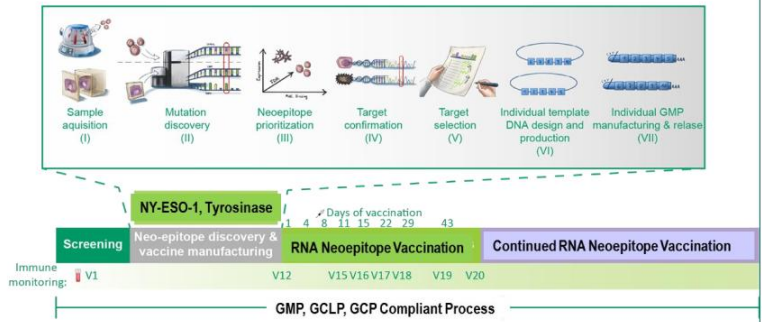 Sample
aquisition
(I)
Mutation
discovery
(II)
Neoepitope
prioritization
(III)
Target
confirmation
(IV)
Target
selection
(V)
Individual template
DNA design and
production
(VI)
Individual GMP
manufacturing & relase
(VII)
NY-ESO-1, Tyrosinase
Days of vaccination
1 4 8 11 15 22 29 43
Screening
Neo-epitope discovery &
vaccine manufacturing
RNA Neoepitope Vaccination
Continued RNA Neoepitope Vaccination
Immune
monitoring:
V1 V12 V15 V16 V17 V18 V19 V20
GMP, GCLP, GCP Compliant Process